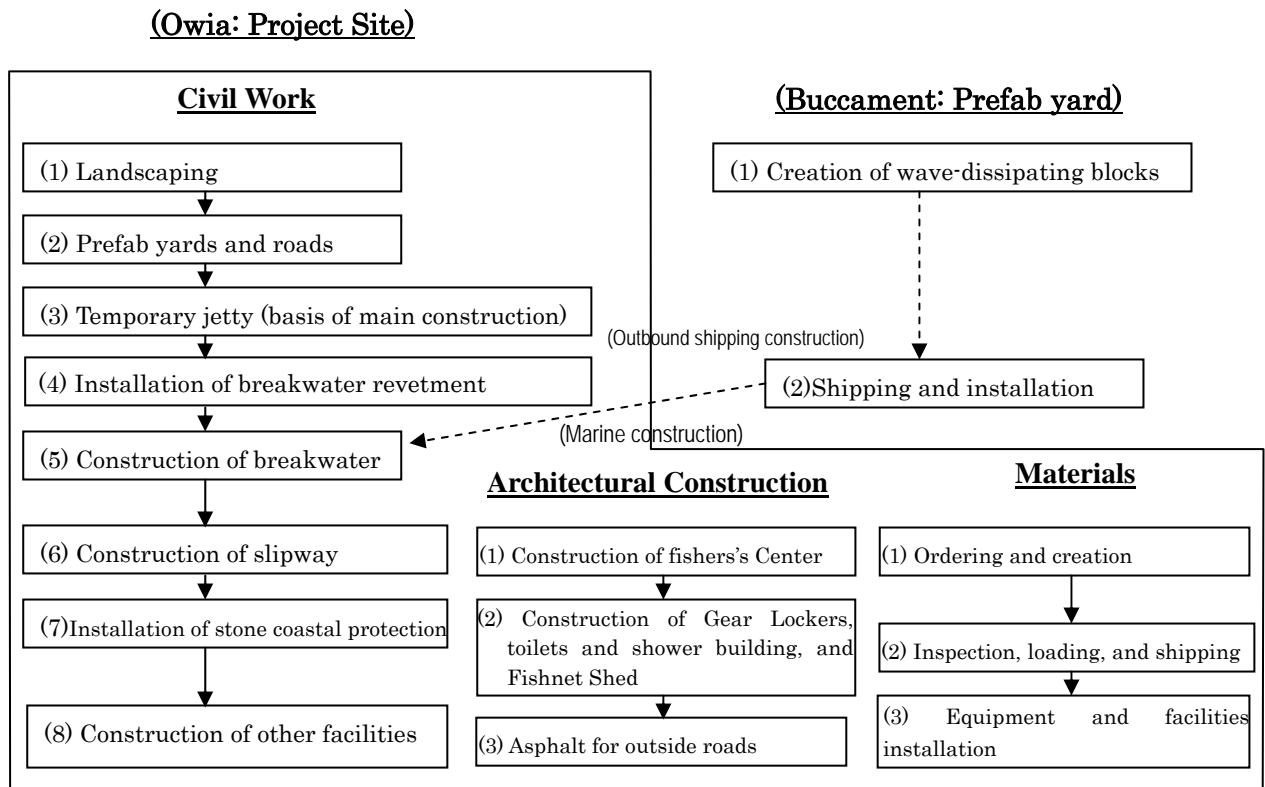 (Owia: Project Site)
Civil Work
(1) Landscaping
(2) Prefab yards and roads
(3) Temporary jetty (basis of main construction)
(4) Installation of breakwater revetment
(5) Construction of breakwater
(6) Construction of slipway
(7)Installation of stone coastal protection
(8) Construction of other facilities
(Buccament: Prefab yard)
(1) Creation of wave-dissipating blocks
(Outbound shipping construction)
(2)Shipping and installation
(Marine construction)
Architectural Construction
(1) Construction of fishers's Center
(2) Construction of Gear Lockers,
toilets and shower building, and
Fishnet Shed
(3) Asphalt for outside roads
Materials
(1) Ordering and creation
(2) Inspection, loading, and shipping
(3) Equipment and facilities
installation